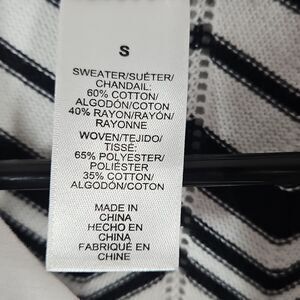 S
SWEATER/SUÉTER/
CHANDAIL:
60% COTTON/
ALGODÓN/COTON
40% RAYON/RAYÓN/
RAYONNE
WOVEN/TEJIDO/
TISSÉ:
65% POLYESTER/
POLIÉSTER
35% COTTON/
ALGODÓN/COTON
MADE IN
CHINA
HECHO EN
CHINA
FABRIQUÉ EN
CHINE